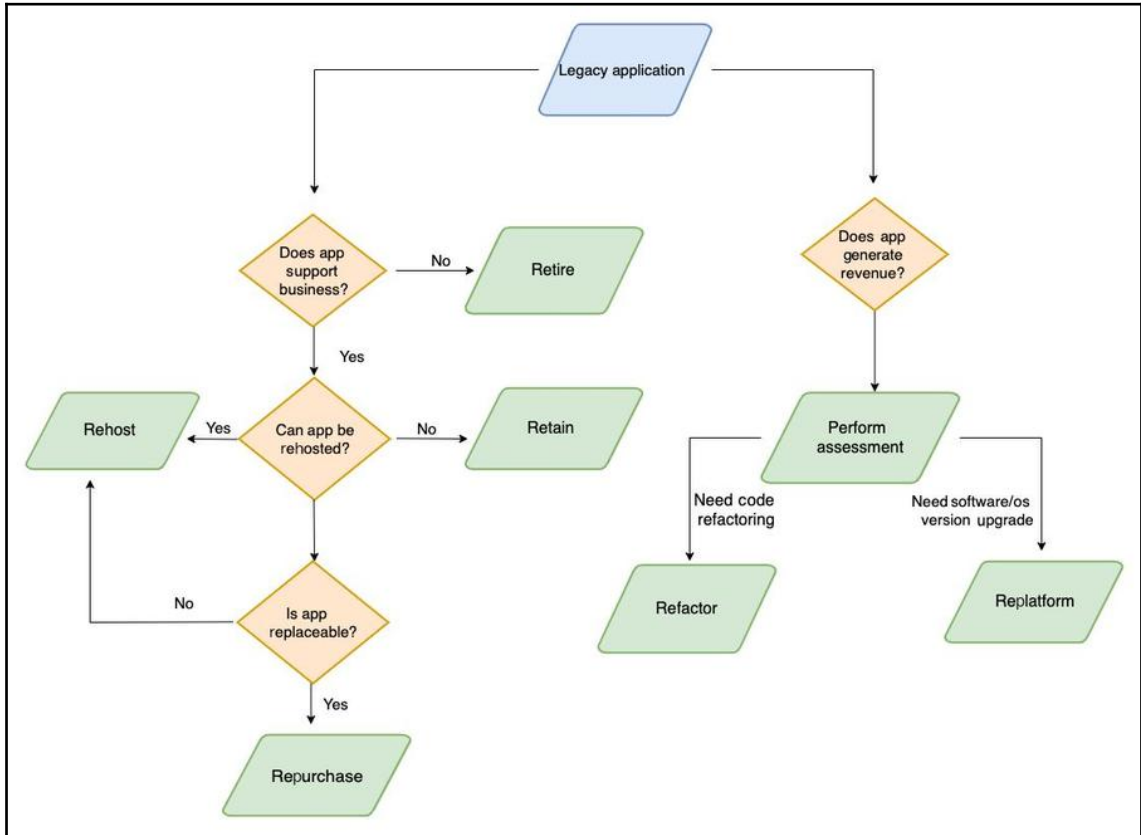 Legacy application
Does app
support
business?
No
Retire
Does app
generate
revenue?
Yes
Rehost
Yes
Can app be
rehosted?
No
Retain
Perform
assessment
Need code
refactoring
Need software/os
version upgrade
No
Is app
replaceable?
Refactor
Replatform
Yes
Repurchase